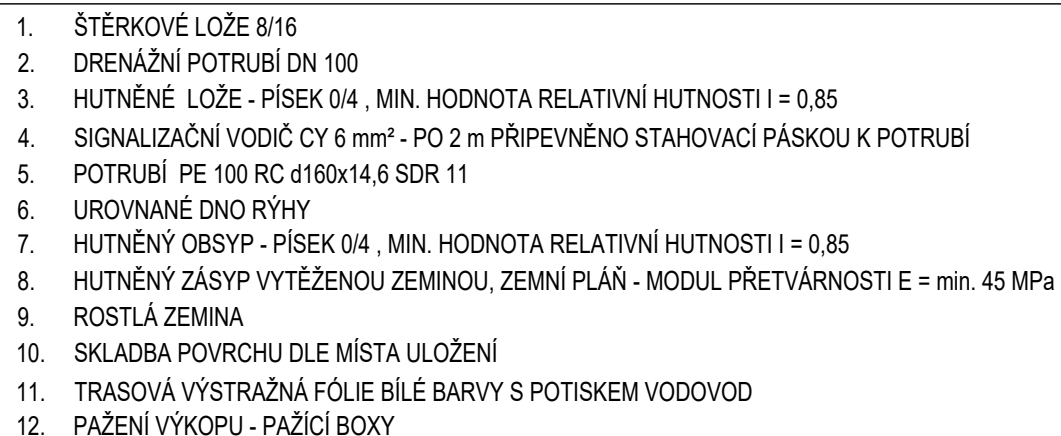 1. ŠTĚRKOVÉ LOŽE 8/16
2. DRENÁŽNÍ POTRUBÍ DN 100
3. HUTNĚNÉ LOŽE - PÍSEK 0/4 , MIN. HODNOTA RELATIVNÍ HUTNOSTI I = 0,85
4. SIGNALIZAČNÍ VODIČ CY 6 mm² - PO 2 m PŘIPEVNĚNO STAHOVACÍ PÁSKOU K POTRUBÍ
5. POTRUBÍ PE 100 RC d160x14,6 SDR 11
6. UROVNANÉ DNO RÝHY
7. HUTNĚNÝ OBSYP - PÍSEK 0/4 , MIN. HODNOTA RELATIVNÍ HUTNOSTI I = 0,85
8. HUTNĚNÝ ZÁSYP VYTĚŽENOU ZEMINOU, ZEMNÍ PLÁŇ - MODUL PŘETVÁRNOSTI E = min. 45 MPa
9. ROSTLÁ ZEMINA
10. SKLADBA POVRCHU DLE MÍSTA ULOŽENÍ
11. TRASOVÁ VÝSTRAŽNÁ FÓLIE BÍLÉ BARVY S POTISKEM VODOVOD
12. PAŽENÍ VÝKOPU - PAŽÍCÍ BOXY